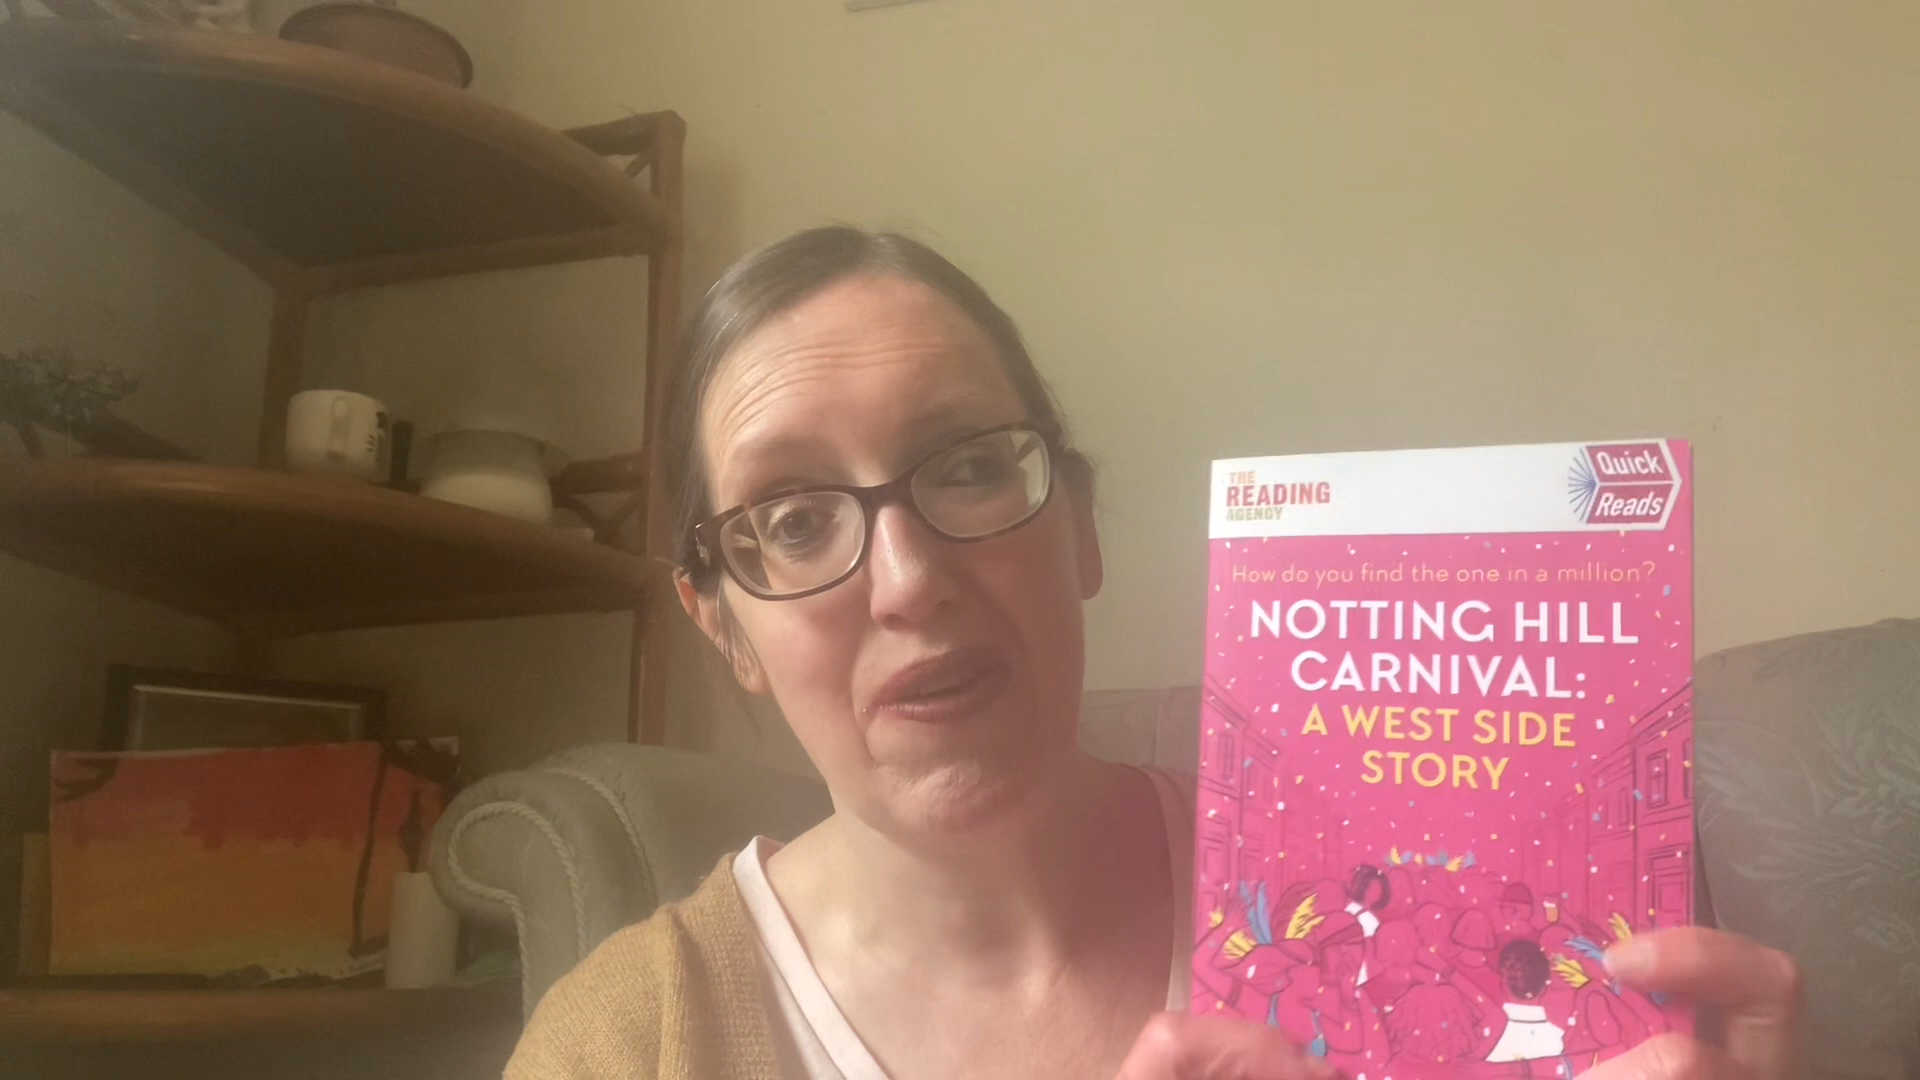 THE
READING
AGENCY
Quick
Reads
How do you find the one in a million?
NOTTING HILL
CARNIVAL:
A WEST SIDE
STORY